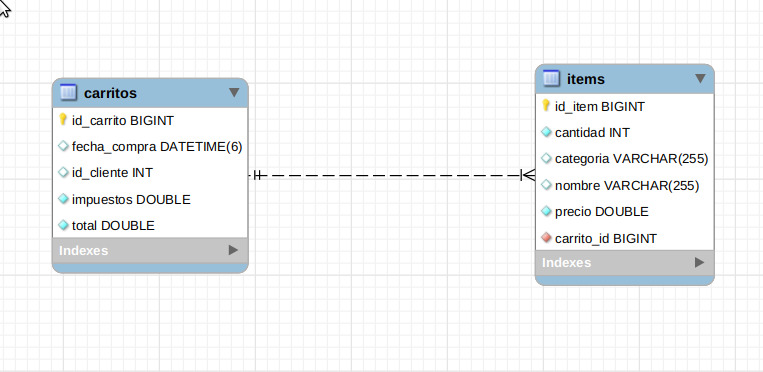 carritos
id_carrito BIGINT
fecha_compra DATETIME(6)
id_cliente INT
impuestos DOUBLE
total DOUBLE
Indexes
items
id_item BIGINT
cantidad INT
categoria VARCHAR(255)
nombre VARCHAR(255)
precio DOUBLE
carrito_id BIGINT
Indexes